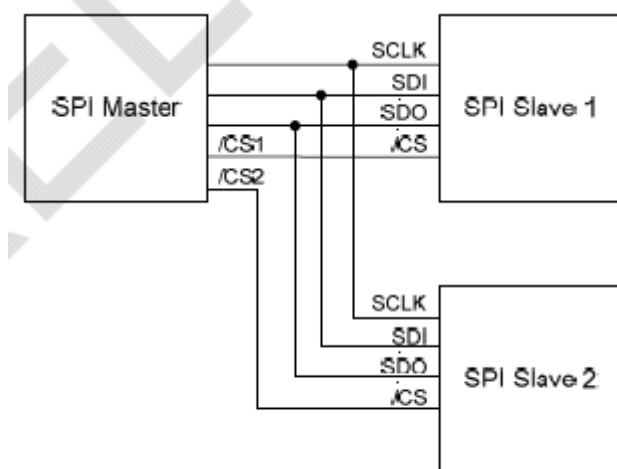 SCLK
SDI
SPI Master
SDO
SPI Slave 1
/CS1
/CS
/CS2
SCLK
SDI
SDO
SPI Slave 2
/CS